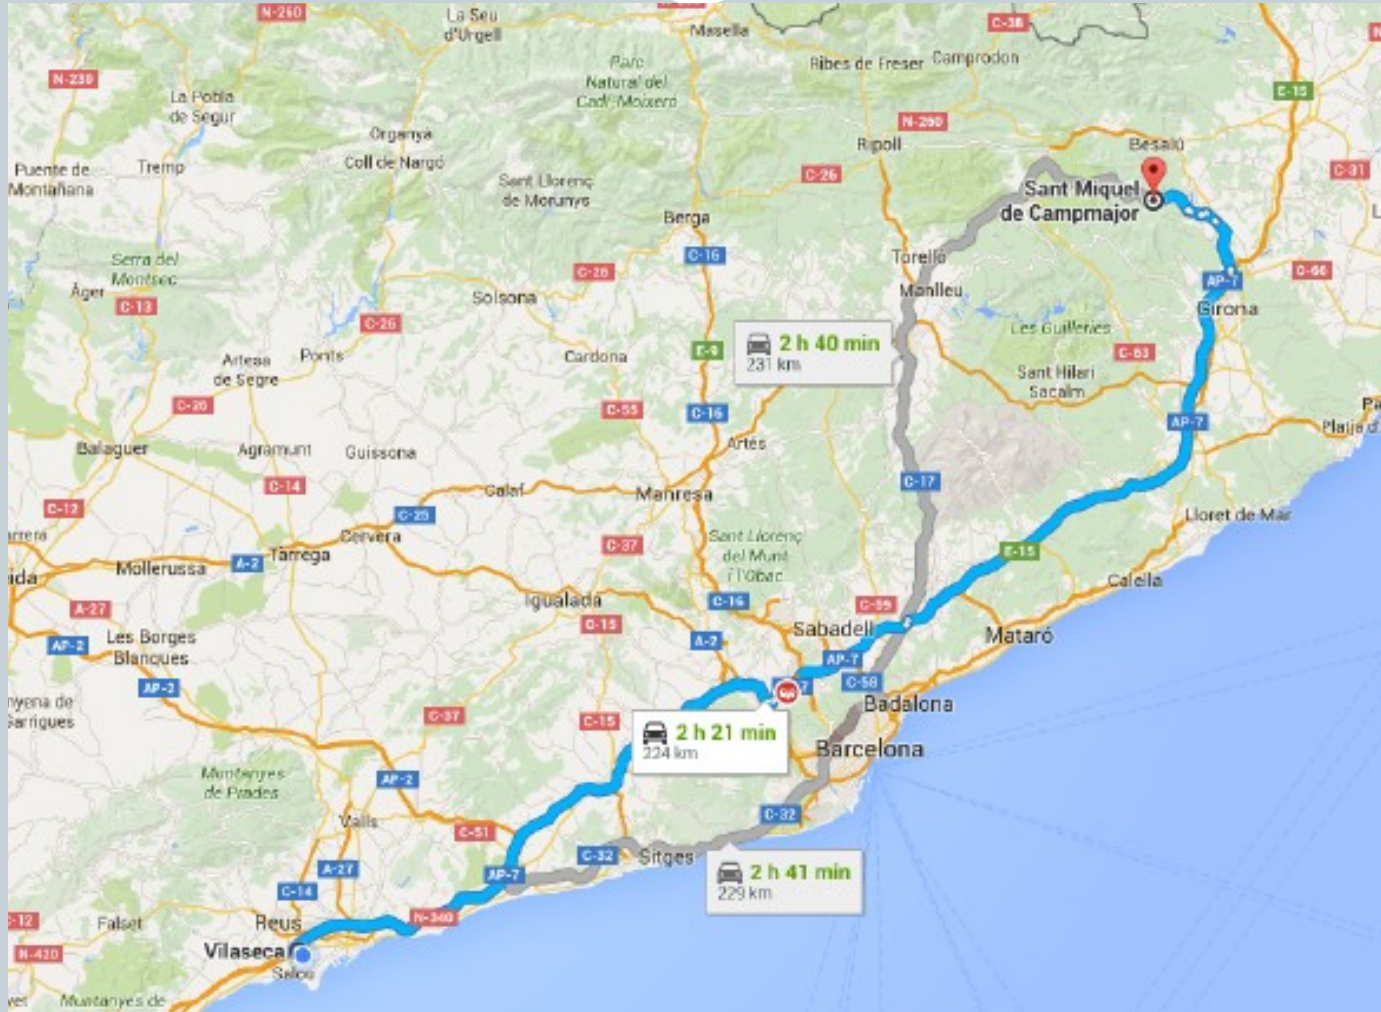 N-260
La Seu
d'Urgell
Masella
C-38
N-230
Parc
Natural del
Cadí-Moixeró
Ribes de Freser
Camprodon
E-15
La Pobla
de Segur
Organyà
N-260
Ripoll
Besalú
Puente de
Montañana
Tremp
Coll de Nargó
Sant Llorenç
de Morunys
C-26
C-31
Sant Miquel
de Campmajor
Berga
Serra del
Montsec
C-16
Torelló
C-66
C-26
AP-7
Àger
C-13
Solsona
Manlleu
Girona
C-26
Les Guilleries
Artesa
de Segre
Ponts
Cardona
E-9
2 h 40 min
231 km
C-63
Sant Hilari
Sacalm
C-26
C-55
C-16
AP-7
Platja d'
Balaguer
Agramunt
Guissona
Artés
C-14
Calaf
Manresa
C-17
C-12
C-25
Lloret de Mar
Cervera
Tàrrega
C-37
Sant Llorenç
del Munt
i l'Obac
E-15
Mollerussa
A-2
Calella
A-27
Igualada
C-16
C-59
C-15
Sabadell
Mataró
AP-2
Les Borges
Blanques
A-2
AP-7
AP-2
C-58
Badalona
C-37
C-15
2 h 21 min
224 km
Barcelona
Muntanyes
de Prades
AP-2
Valls
C-51
C-32
C-32
Sitges
A-27
AP-7
2 h 41 min
229 km
C-14
Falset
Reus
N-340
N-420
Vilaseca
Salou
Muntanyes de